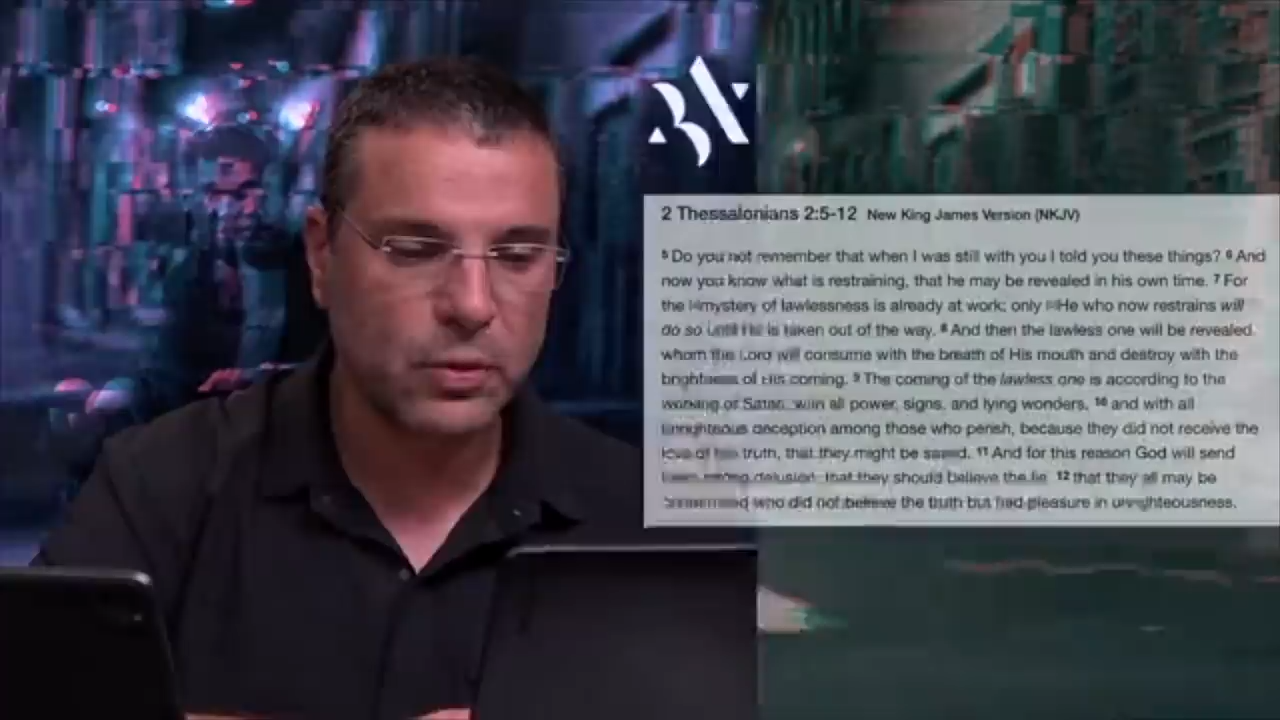 2 Thessalonians 2:5-12 New King James Version (NKJV)
5 Do you not remember that when I was still with you I told you these things? 6 And
now you know what is restraining, that he may be revealed in his own time. 7 For
the mystery of lawlessness is already at work; only He who now restrains will
do so until He is taken out of the way. 8 And then the lawless one will be revealed,
whom the Lord will consume with the breath of His mouth and destroy with the
brightness of His coming. 9 The coming of the lawless one is according to the
working of Satan, with all power, signs, and lying wonders, 10 and with all
unrighteous deception among those who perish, because they did not receive the
love of the truth, that they might be saved. 11 And for this reason God will send
strong delusion, that they should believe the lie, 12 that they all may be
condemned who did not believe the truth but had pleasure in unrighteousness.